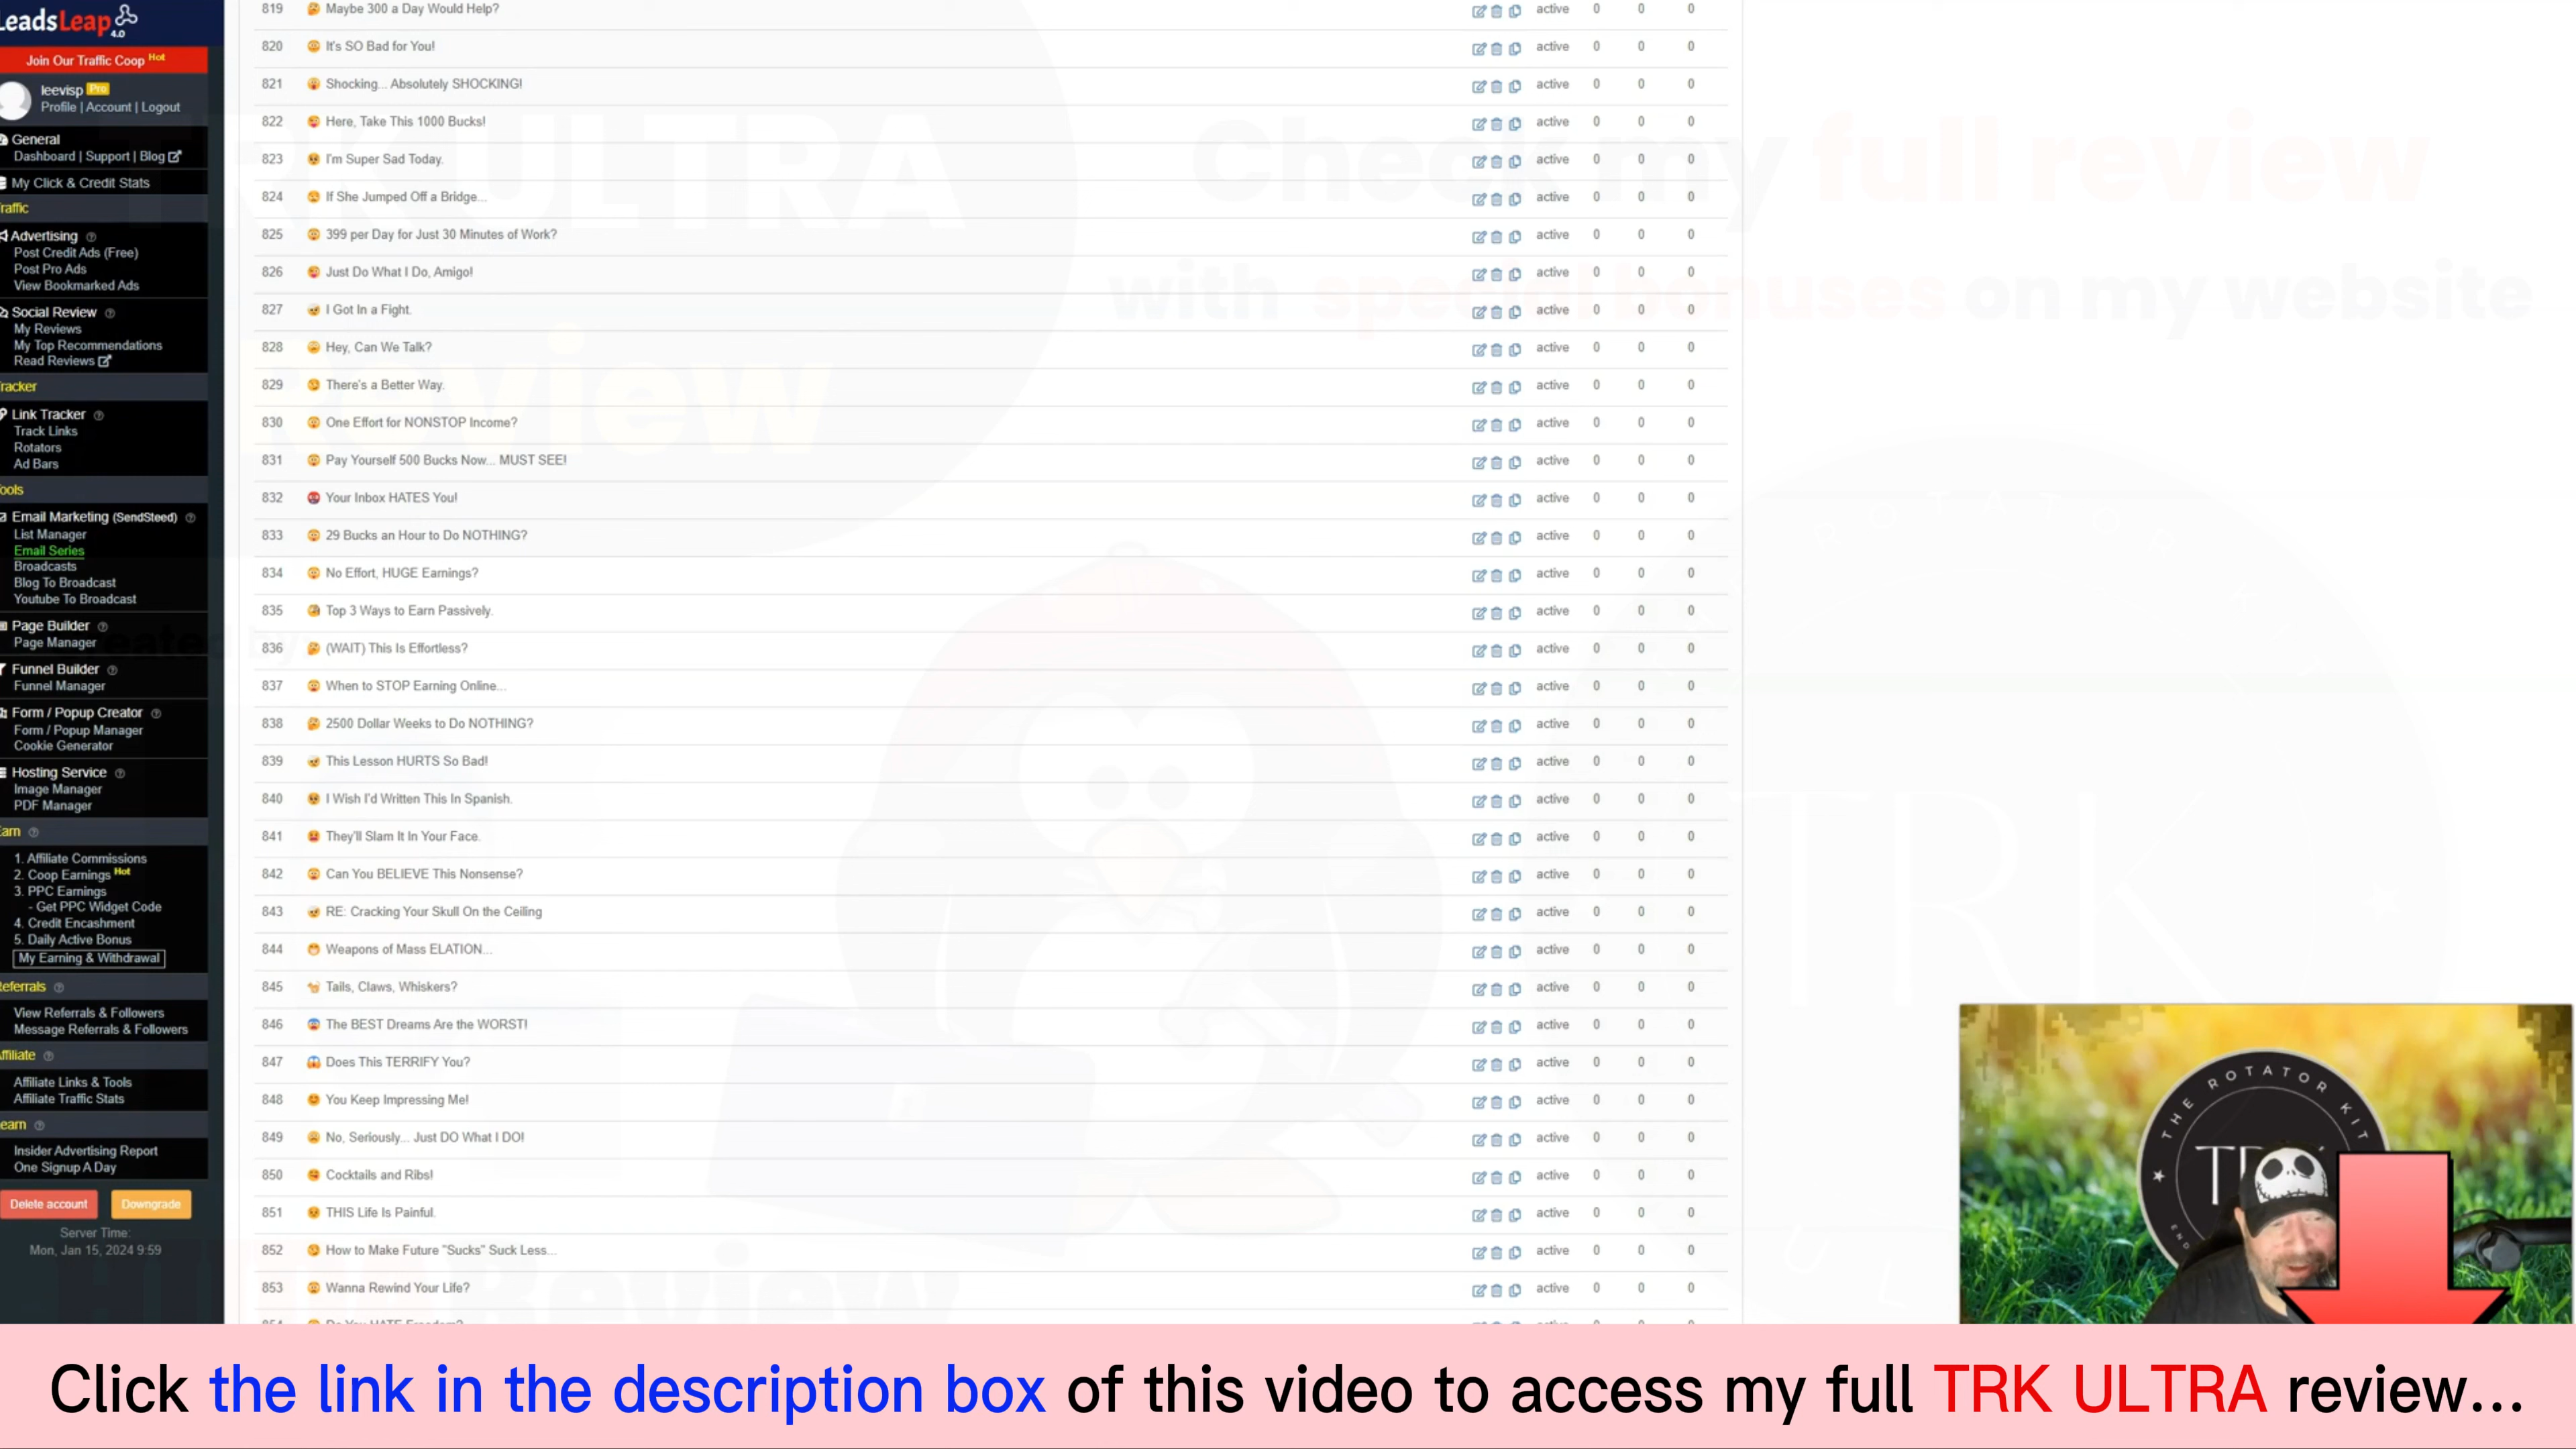 LeadsLeap 4.0
Join Our Traffic Coop Hot
leevisp Pro
Profile | Account | Logout
General
Dashboard | Support | Blog
My Click & Credit Stats
raffic
Advertising
Post Credit Ads (Free)
Post Pro Ads
View Bookmarked Ads
Social Review
My Reviews
My Top Recommendations
Read Reviews
racker
Link Tracker
Track Links
Rotators
Ad Bars
ools
Email Marketing (SendSteed)
List Manager
Email Series
Broadcasts
Blog To Broadcast
Youtube To Broadcast
Page Builder
Page Manager
Funnel Builder
Funnel Manager
Form / Popup Creator
Form / Popup Manager
Cookie Generator
Hosting Service
Image Manager
PDF Manager
Earn
1. Affiliate Commissions
2. Coop Earnings Hot
3. PPC Earnings
- Get PPC Widget Code
4. Credit Encashment
5. Daily Active Bonus
My Earning & Withdrawal
Referrals
View Referrals & Followers
Message Referrals & Followers
ffiliate
Affiliate Links & Tools
Affiliate Traffic Stats
earn
Insider Advertising Report
One Signup A Day
Delete account Downgrade
Server Time:
Mon, Jan 15, 2024 9:59
819 Maybe 300 a Day Would Help? active 0 0 0
820 It's SO Bad for You! active 0 0 0
821 Shocking... Absolutely SHOCKING! active 0 0 0
822 Here, Take This 1000 Bucks! active 0 0 0
823 I'm Super Sad Today. active 0 0 0
824 If She Jumped Off a Bridge... active 0 0 0
825 399 per Day for Just 30 Minutes of Work? active 0 0 0
826 Just Do What I Do, Amigo! active 0 0 0
827 I Got In a Fight. active 0 0 0
828 Hey, Can We Talk? active 0 0 0
829 There's a Better Way. active 0 0 0
830 One Effort for NONSTOP Income? active 0 0 0
831 Pay Yourself 500 Bucks Now... MUST SEE! active 0 0 0
832 Your Inbox HATES You! active 0 0 0
833 29 Bucks an Hour to Do NOTHING? active 0 0 0
834 No Effort, HUGE Earnings? active 0 0 0
835 Top 3 Ways to Earn Passively. active 0 0 0
836 (WAIT) This Is Effortless? active 0 0 0
837 When to STOP Earning Online... active 0 0 0
838 2500 Dollar Weeks to Do NOTHING? active 0 0 0
839 This Lesson HURTS So Bad! active 0 0 0
840 I Wish I'd Written This In Spanish. active 0 0 0
841 They'll Slam It In Your Face. active 0 0 0
842 Can You BELIEVE This Nonsense? active 0 0 0
843 RE: Cracking Your Skull On the Ceiling active 0 0 0
844 Weapons of Mass ELATION... active 0 0 0
845 Tails, Claws, Whiskers? active 0 0 0
846 The BEST Dreams Are the WORST! active 0 0 0
847 Does This TERRIFY You? active 0 0 0
848 You Keep Impressing Me! active 0 0 0
849 No, Seriously... Just DO What I DO! active 0 0 0
850 Cocktails and Ribs! active 0 0 0
851 THIS Life Is Painful. active 0 0 0
852 How to Make Future "Sucks" Suck Less... active 0 0 0
853 Wanna Rewind Your Life? active 0 0 0
TRK ULTRA
Review
Check my full review
with special bonuses on my website
TRK
Review
THE ROTATOR KIT
Click the link in the description box of this video to access my full TRK ULTRA review...